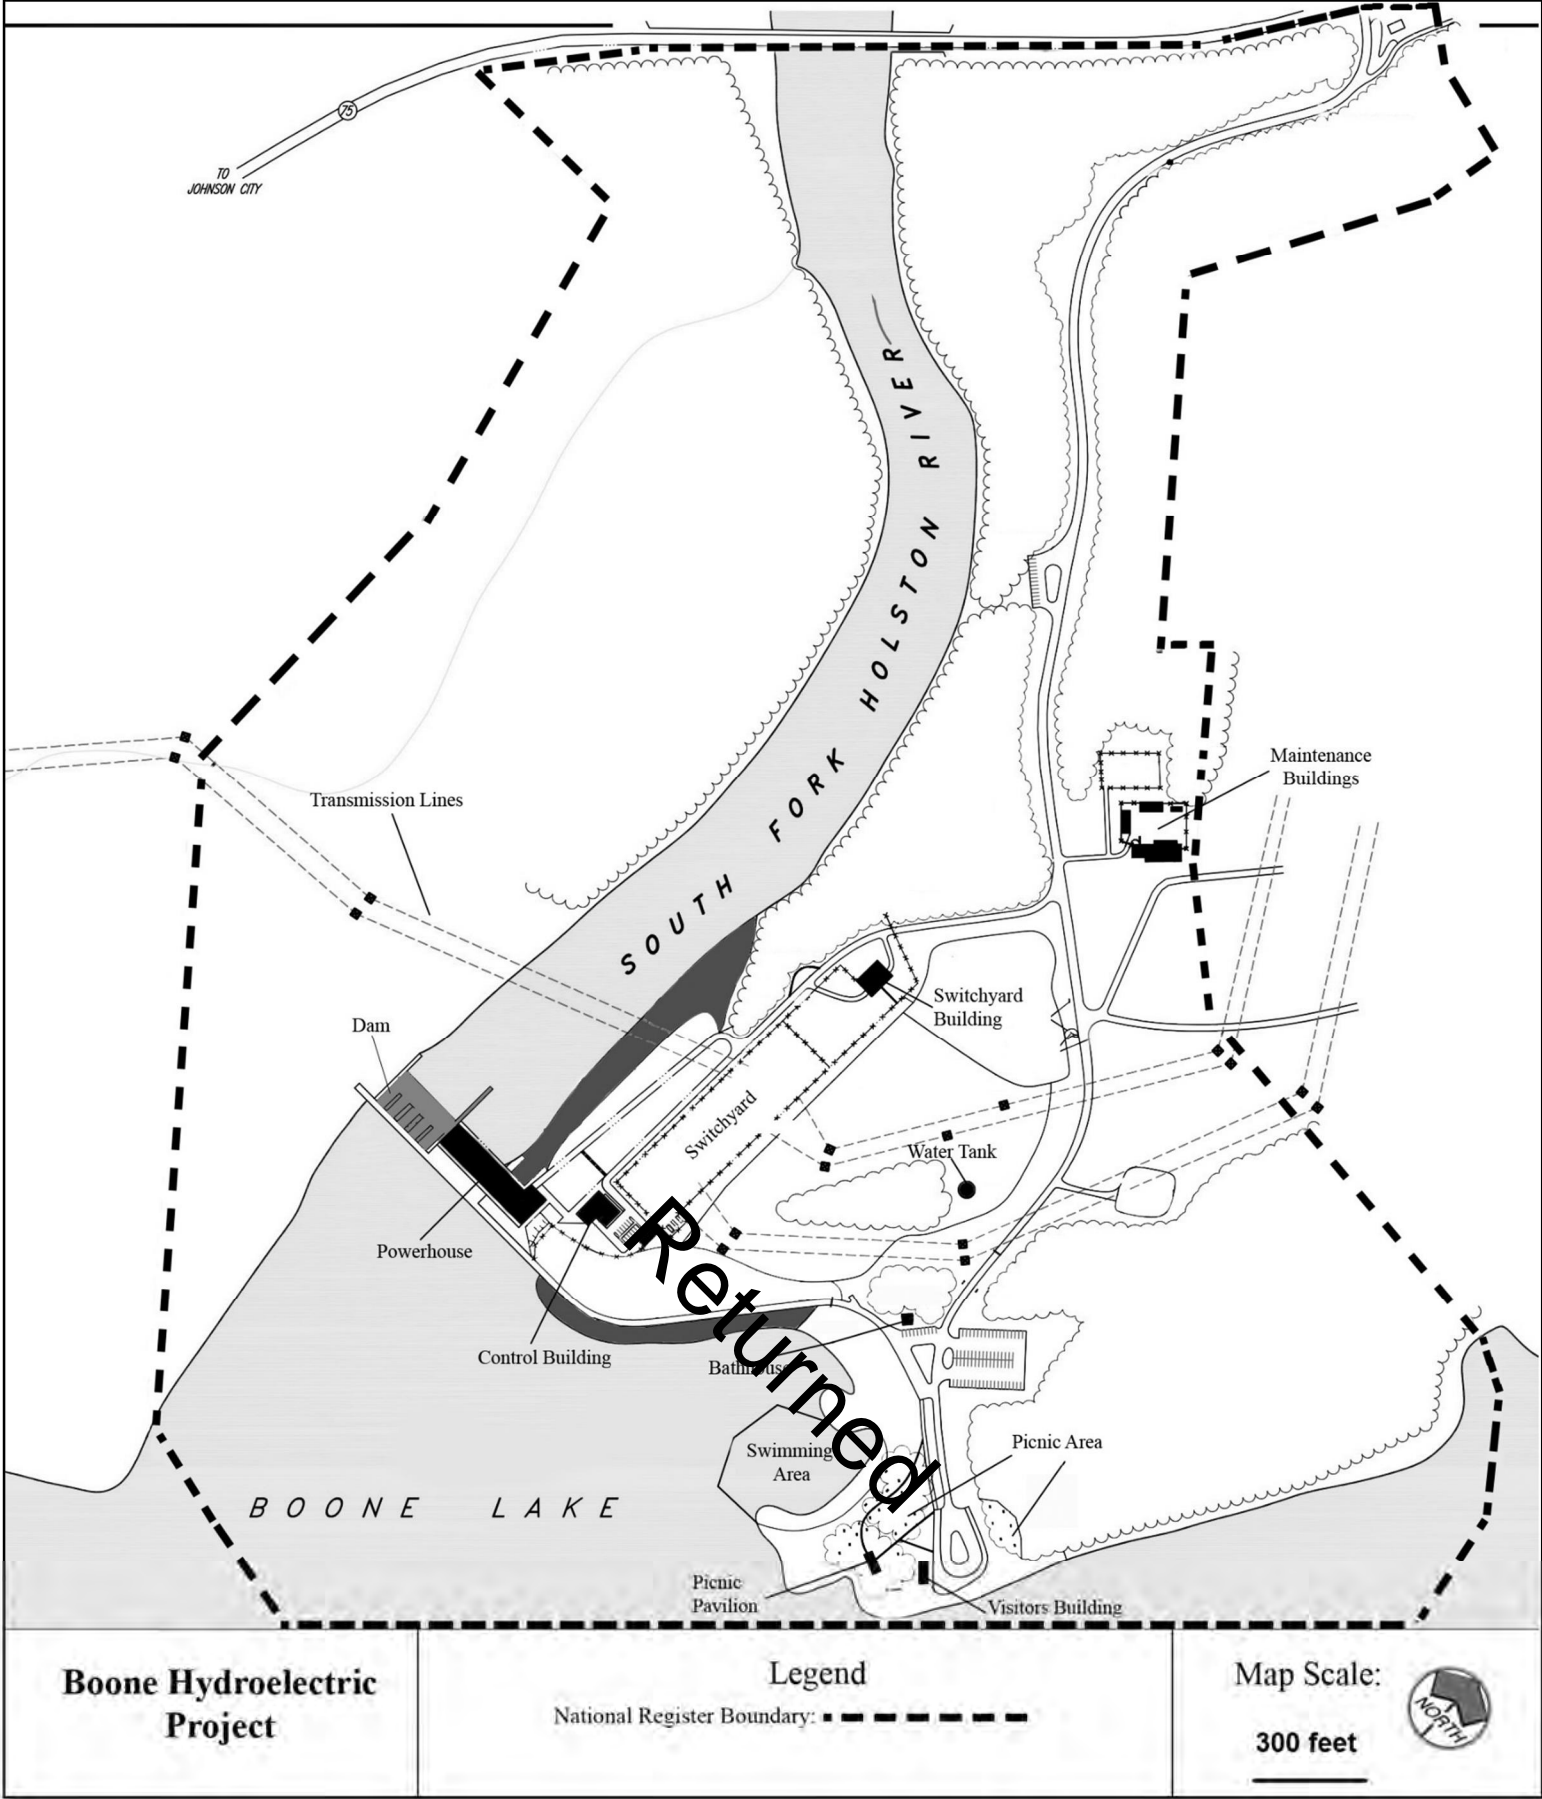 75
TO
JOHNSON CITY
SOUTH FORK HOLSTON RIVER
Maintenance
Buildings
Transmission Lines
Switchyard
Building
Dam
Switchyard
Water Tank
Powerhouse
Returned
Control Building
Bathhouse
Picnic Area
Swimming
Area
BOONE LAKE
Picnic
Pavilion
Visitors Building
Boone Hydroelectric
Project
Legend
National Register Boundary:
Map Scale:
300 feet
NORTH